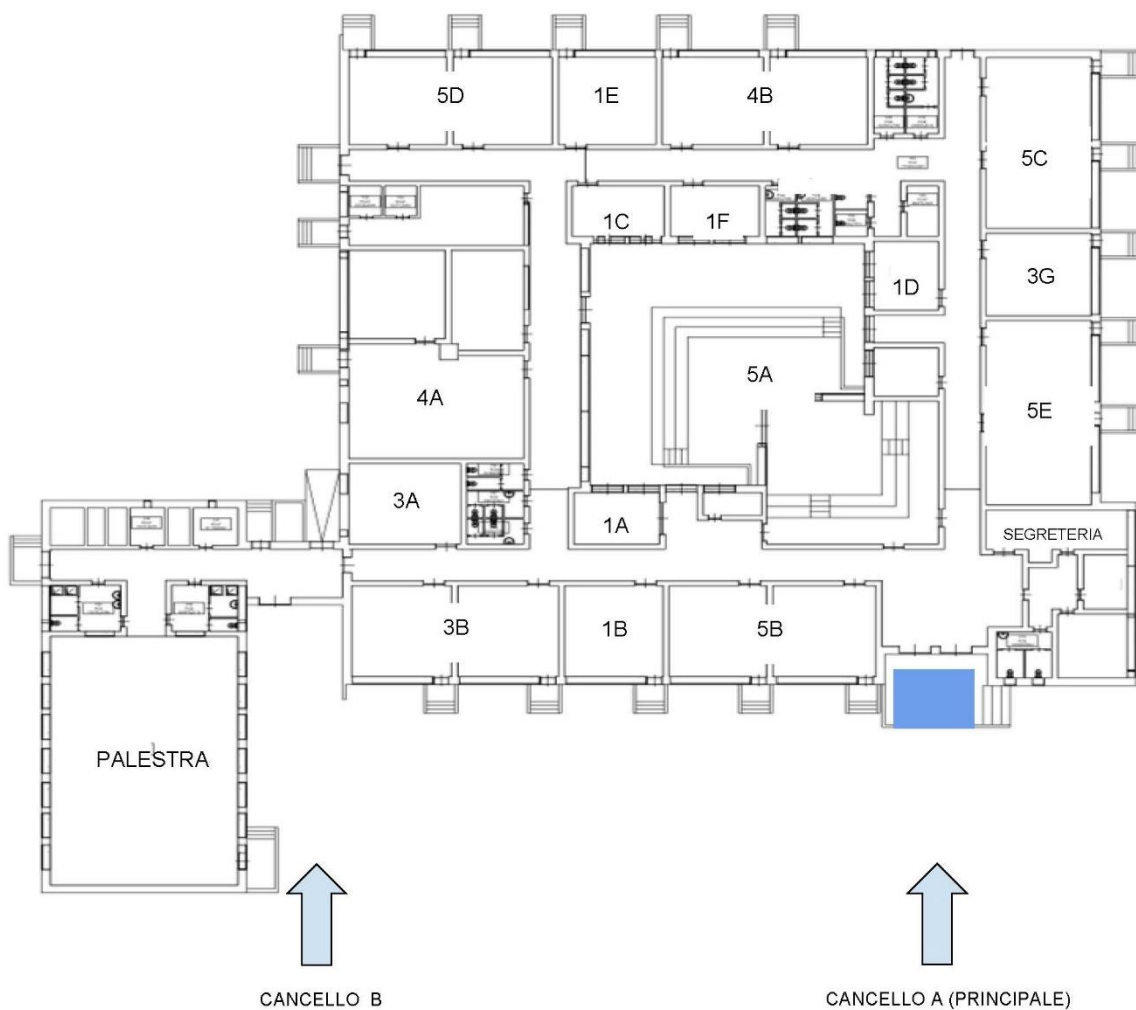 5D
1E
4B
5C
1C
1F
1D
3G
4A
5A
5E
3A
1A
SEGRETERIA
3B
1B
5B
PALESTRA
CANCELLO B
CANCELLO A (PRINCIPALE)